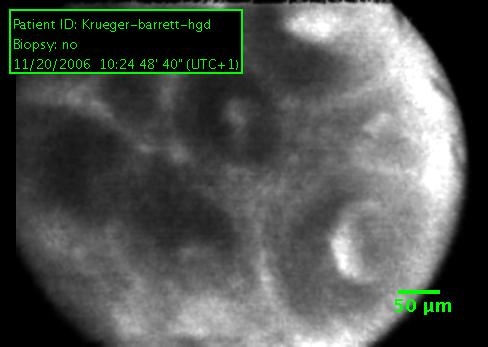 Patient ID: Krueger-barrett-hgd
Biopsy: no
11/20/2006 10:24 48' 40" (UTC+1)
50 µm